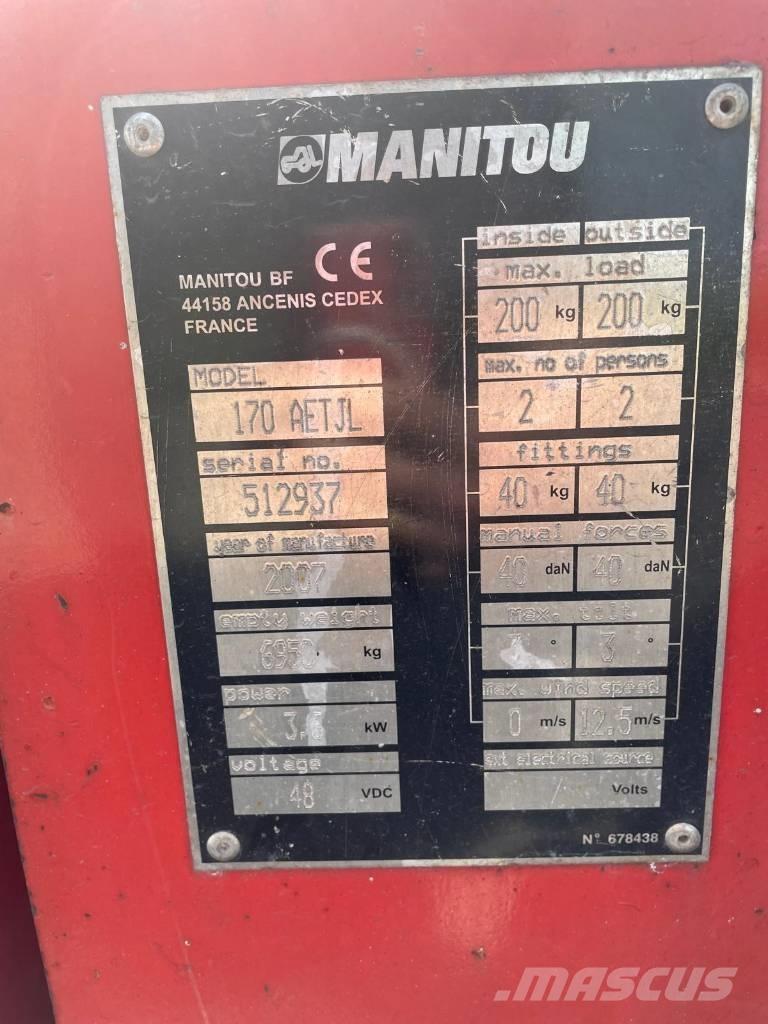 MANITOU
CE
MANITOU BF
44158 ANCENIS CEDEX
FRANCE
MODEL
170 AETJL
serial no.
512937
year of manufacture
2007
empty weight
6950 kg
power
kW
voltage
48 VDC
inside outside
max. load
200 kg 200 kg
max. no of persons
2 2
fittings
40 kg 40 kg
manual forces
40 daN 40 daN
max. tilt
° 3 °
max. wind speed
0 m/s 12.5 m/s
ext electrical source
/ Volts
N° 678438
MASCUS